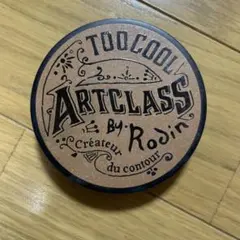 TOOCOOL
ARTCLASS
By. Rodin
Créateur
du contour